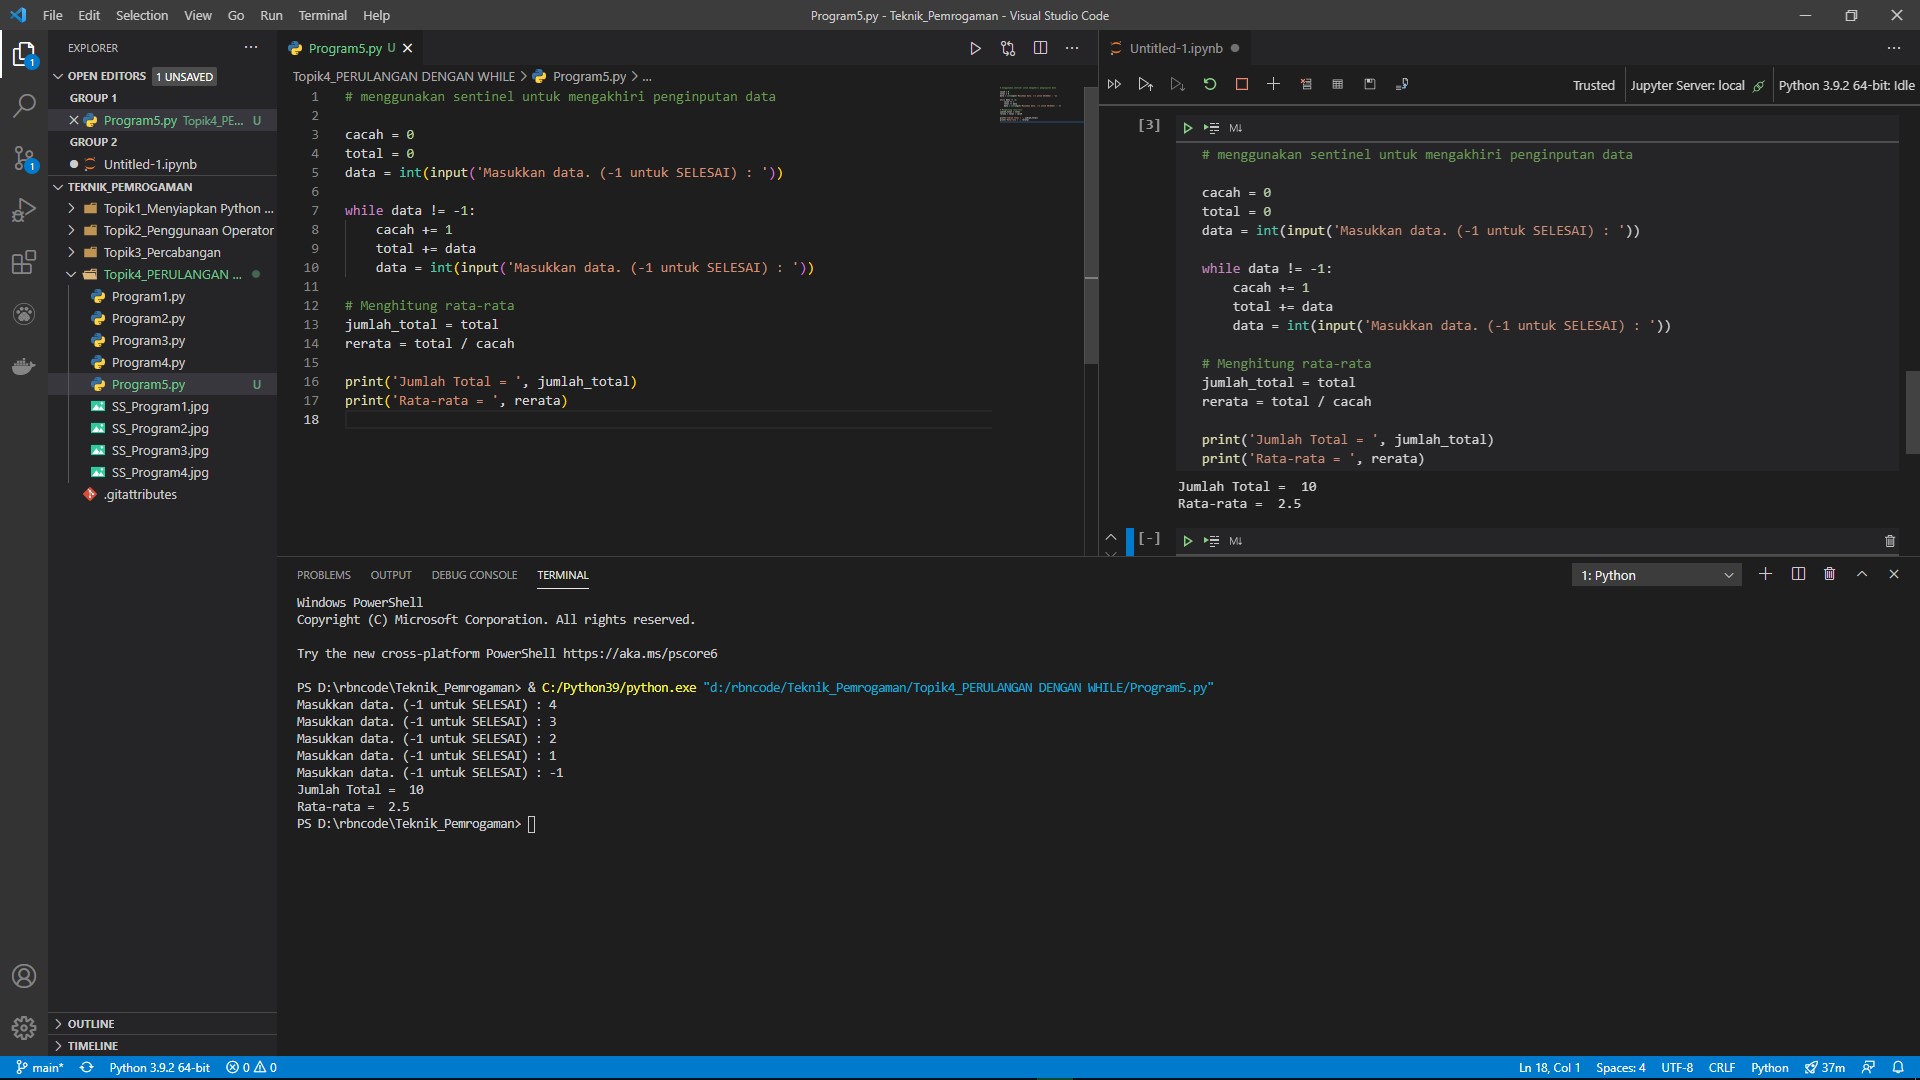 File Edit Selection View Go Run Terminal Help
Program5.py - Teknik_Pemrogaman - Visual Studio Code
EXPLORER
OPEN EDITORS 1 UNSAVED
GROUP 1
Program5.py Topik4_PE... U
GROUP 2
Untitled-1.ipynb
TEKNIK_PEMROGAMAN
Topik1_Menyiapkan Python ...
Topik2_Penggunaan Operator
Topik3_Percabangan
Topik4_PERULANGAN ...
Program1.py
Program2.py
Program3.py
Program4.py
Program5.py U
SS_Program1.jpg
SS_Program2.jpg
SS_Program3.jpg
SS_Program4.jpg
.gitattributes
OUTLINE
TIMELINE
Program5.py U
Topik4_PERULANGAN DENGAN WHILE > Program5.py > ...
1 # menggunakan sentinel untuk mengakhiri penginputan data
2
3 cacah = 0
4 total = 0
5 data = int(input('Masukkan data. (-1 untuk SELESAI) : '))
6
7 while data != -1:
8 cacah += 1
9 total += data
10 data = int(input('Masukkan data. (-1 untuk SELESAI) : '))
11
12 # Menghitung rata-rata
13 jumlah_total = total
14 rerata = total / cacah
15
16 print('Jumlah Total = ', jumlah_total)
17 print('Rata-rata = ', rerata)
18
Untitled-1.ipynb
Trusted Jupyter Server: local Python 3.9.2 64-bit: Idle
[3] M↓
# menggunakan sentinel untuk mengakhiri penginputan data
cacah = 0
total = 0
data = int(input('Masukkan data. (-1 untuk SELESAI) : '))
while data != -1:
cacah += 1
total += data
data = int(input('Masukkan data. (-1 untuk SELESAI) : '))
# Menghitung rata-rata
jumlah_total = total
rerata = total / cacah
print('Jumlah Total = ', jumlah_total)
print('Rata-rata = ', rerata)
Jumlah Total =  10
Rata-rata =  2.5
[-] M↓
PROBLEMS OUTPUT DEBUG CONSOLE TERMINAL
1: Python
Windows PowerShell
Copyright (C) Microsoft Corporation. All rights reserved.
Try the new cross-platform PowerShell https://aka.ms/pscore6
PS D:\rbncode\Teknik_Pemrogaman> & C:/Python39/python.exe "d:/rbncode/Teknik_Pemrogaman/Topik4_PERULANGAN DENGAN WHILE/Program5.py"
Masukkan data. (-1 untuk SELESAI) : 4
Masukkan data. (-1 untuk SELESAI) : 3
Masukkan data. (-1 untuk SELESAI) : 2
Masukkan data. (-1 untuk SELESAI) : 1
Masukkan data. (-1 untuk SELESAI) : -1
Jumlah Total =  10
Rata-rata =  2.5
PS D:\rbncode\Teknik_Pemrogaman>
main* Python 3.9.2 64-bit 0 0
Ln 18, Col 1 Spaces: 4 UTF-8 CRLF Python 37m